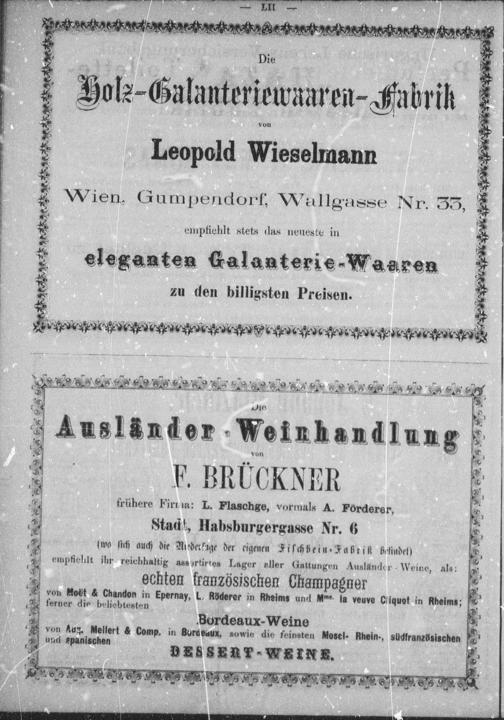 — LII —
Die
Holz-Galanteriewaaren-Fabrik
von
Leopold Wieselmann
Wien, Gumpendorf, Wallgasse Nr. 33,
empfiehlt stets das neueste in
eleganten Galanterie-Waaren
zu den billigsten Preisen.
Die
Ausländer-Weinhandlung
von
F. BRÜCKNER
frühere Firma: L. Flaschge, vormals A. Förderer,
Stadt, Habsburgergasse Nr. 6
(wo sich auch die Niederlage der eigenen Fischbein-Fabrik befindet)
empfiehlt ihr reichhaltig assortirtes Lager aller Gattungen Ausländer-Weine, als:
echten französischen Champagner
von Moët & Chandon in Epernay, L. Röderer in Rheims und Mme. la veuve Cliquot in Rheims;
ferner die beliebtesten
Bordeaux-Weine
von Aug. Mellert & Comp. in Bordeaux, sowie die feinsten Mosel- Rhein-, südfranzösischen
und spanischen
DESSERT-WEINE.